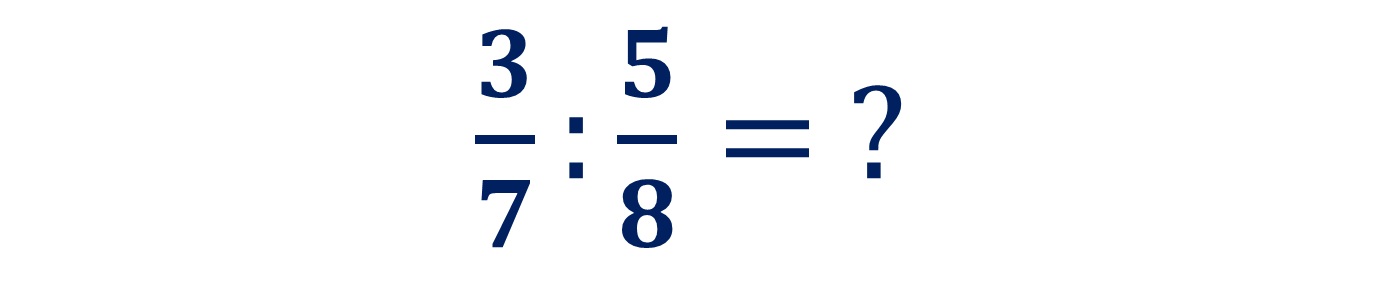 3/7 : 5/8 = ?